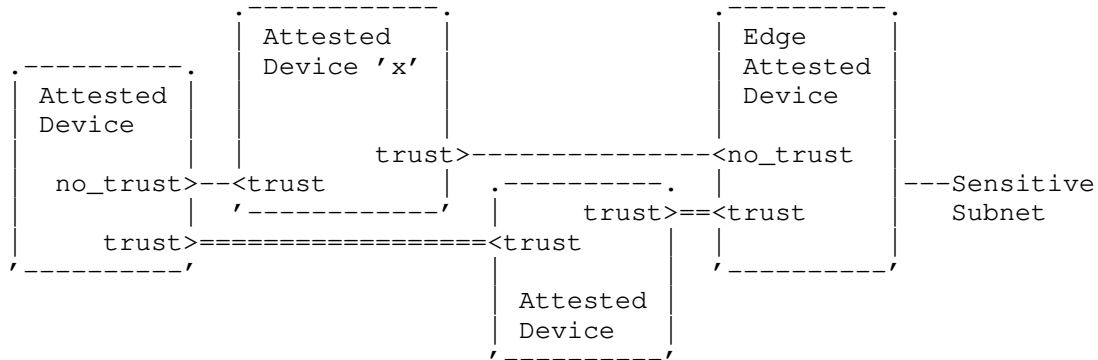 Attested
Device 'x'
Edge
Attested
Device
Attested
Device
trust>---------------<no_trust
no_trust>--<trust
---Sensitive
Subnet
trust>==<trust
trust>==================<trust
Attested
Device